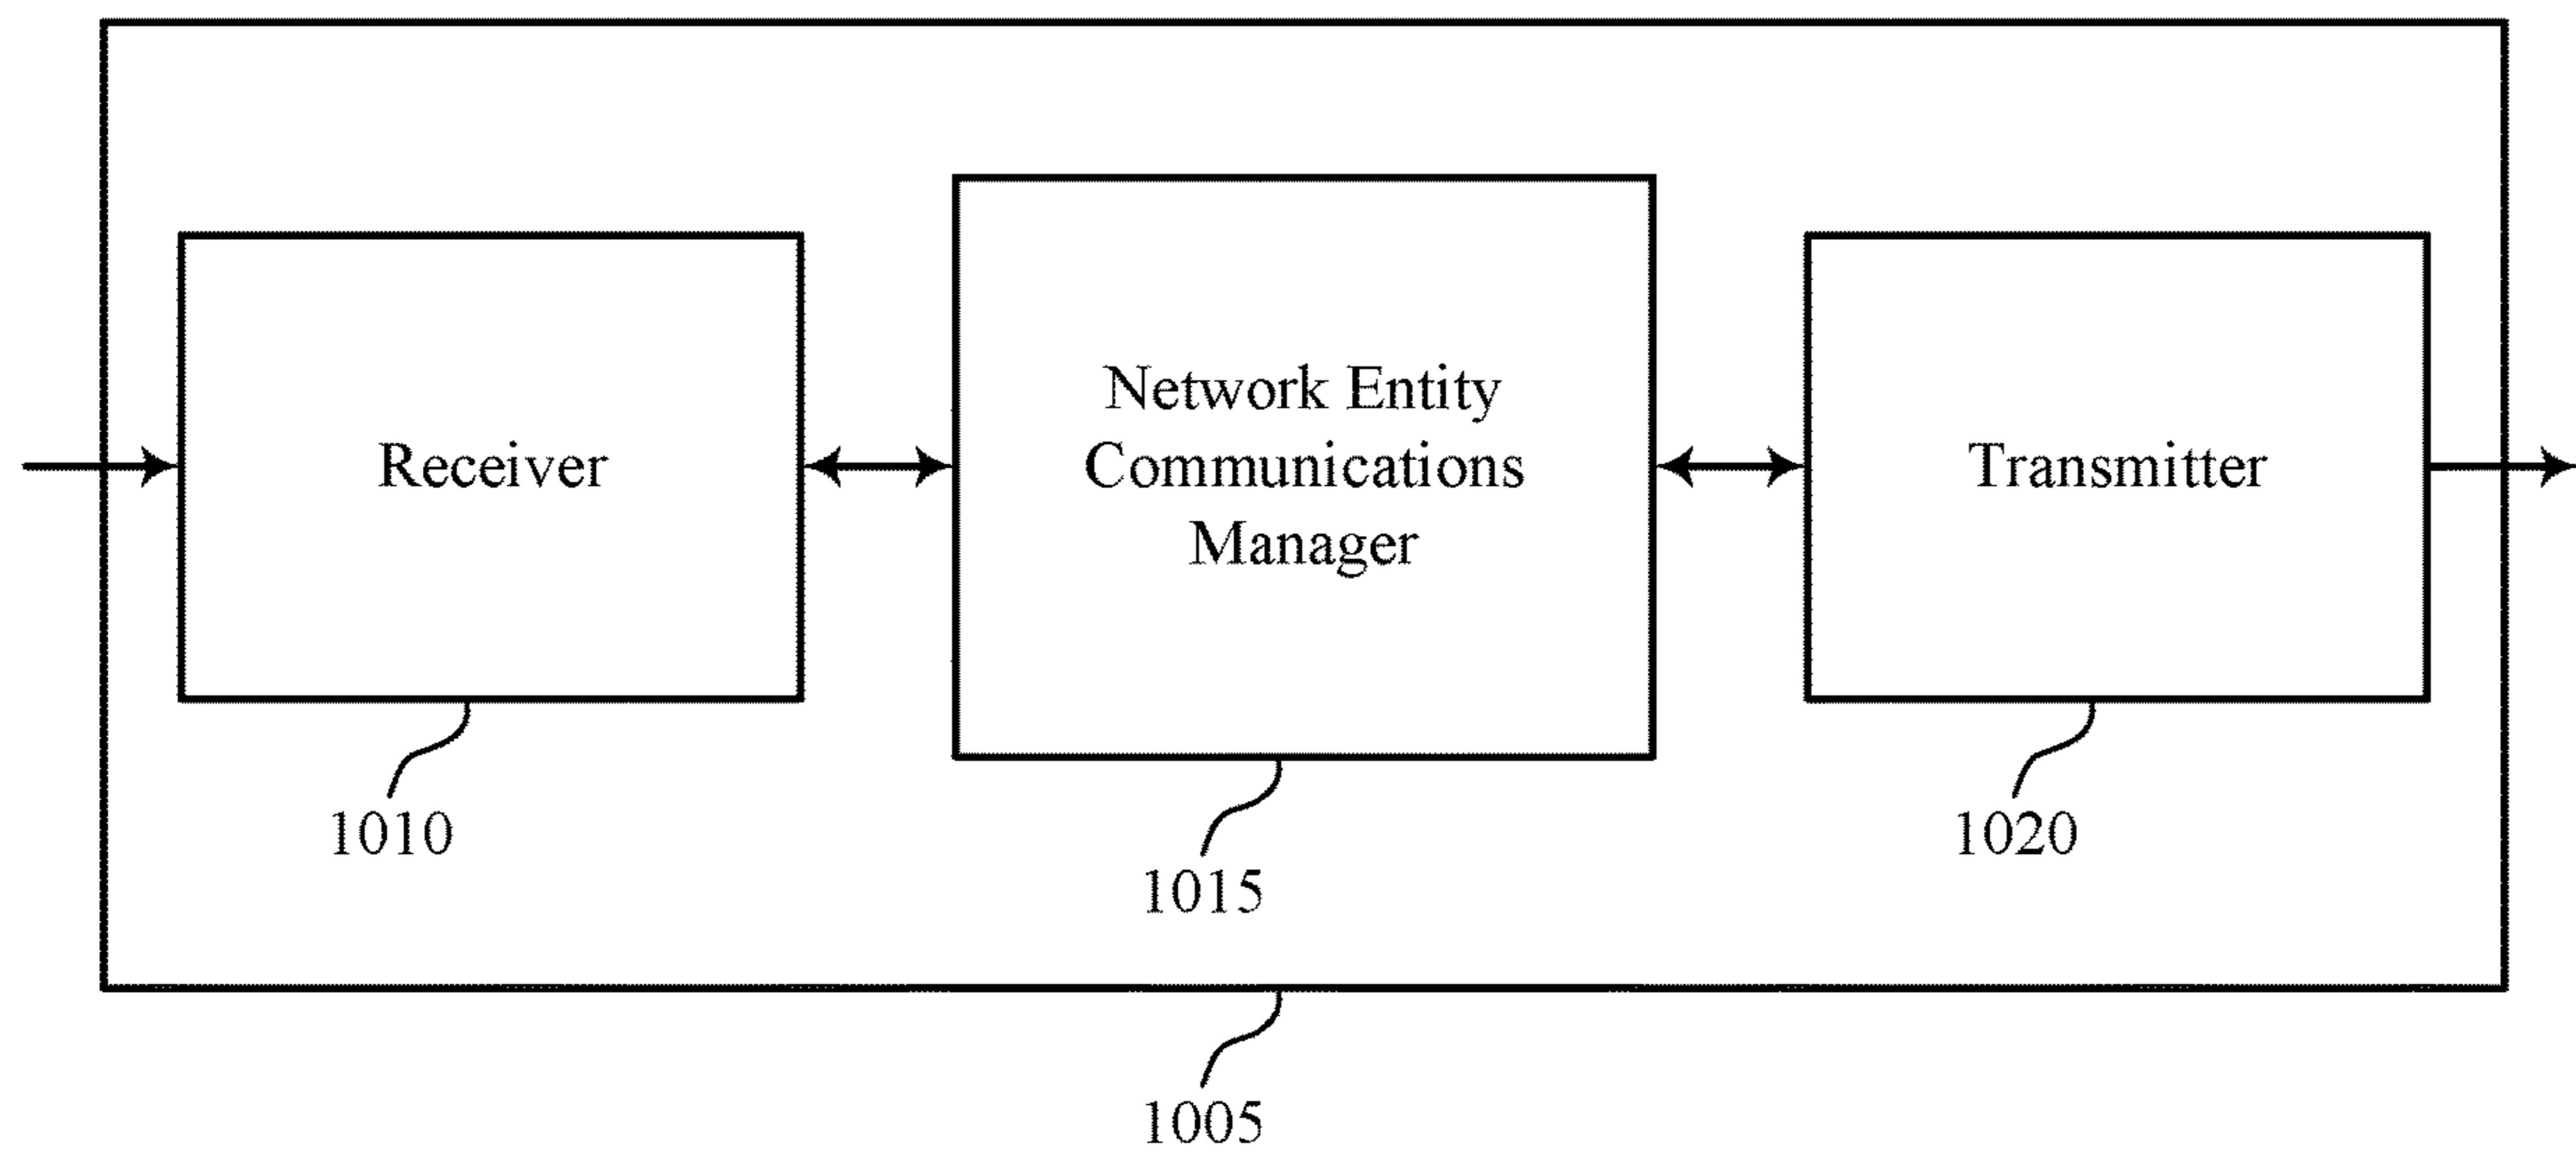 Receiver
Network Entity
Communications
Manager
Transmitter
1010
1015
1020
1005